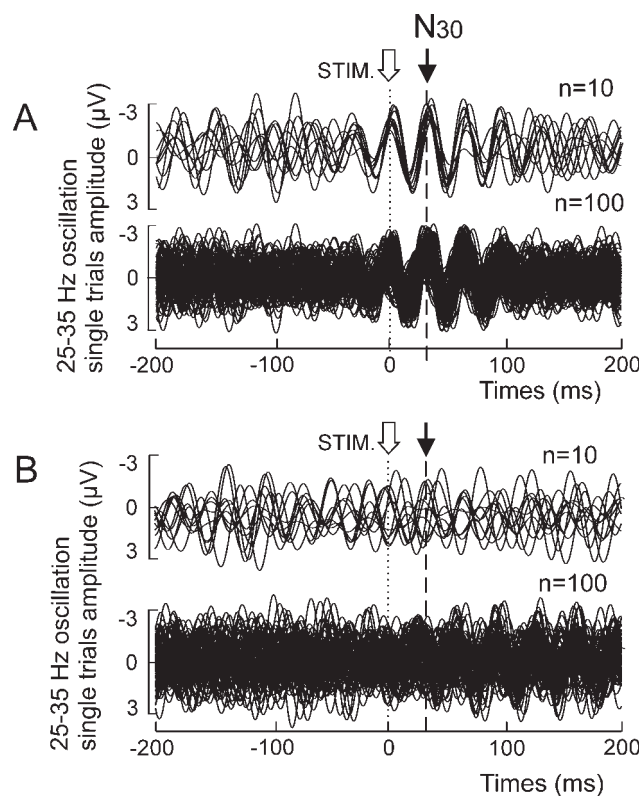 N30
STIM.
A
n=10
-3
0
3
n=100
-3
0
3
25-35 Hz oscillation
single trials amplitude (µV)
-200 -100 0 100 200
Times (ms)
STIM.
B
n=10
-3
0
3
n=100
-3
0
3
25-35 Hz oscillation
single trials amplitude (µV)
-200 -100 0 100 200
Times (ms)